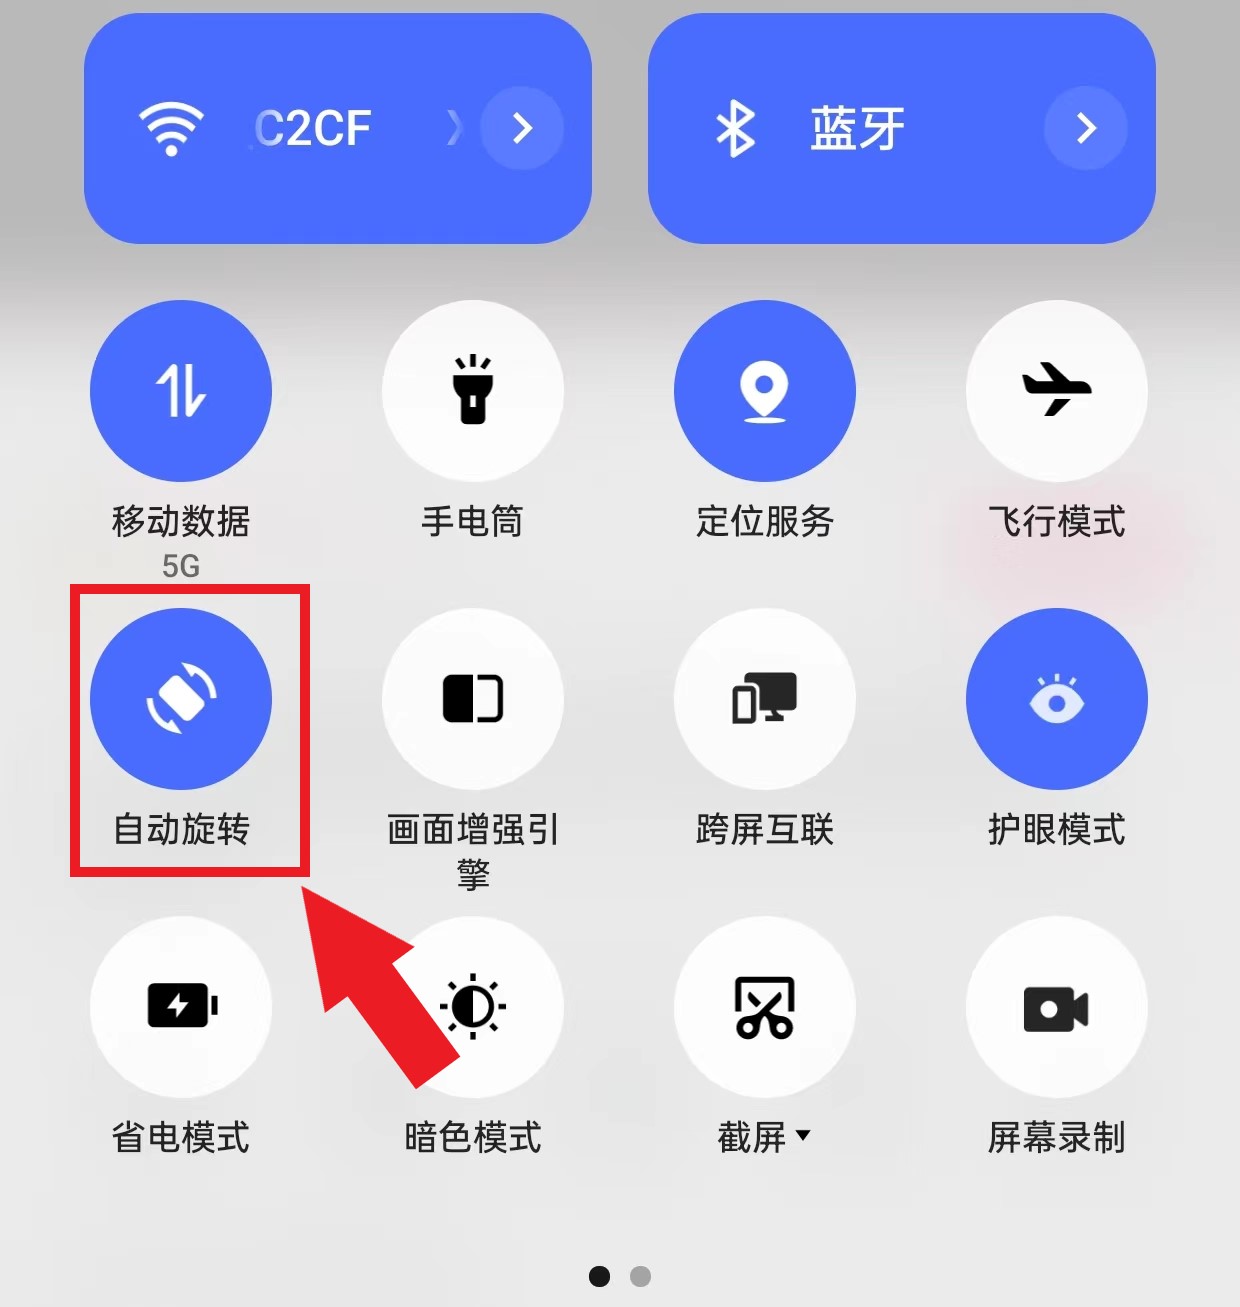 C2CF
蓝牙
移动数据
手电筒
定位服务
飞行模式
5G
自动旋转
画面增强引
擎
跨屏互联
护眼模式
省电模式
暗色模式
截屏
屏幕录制